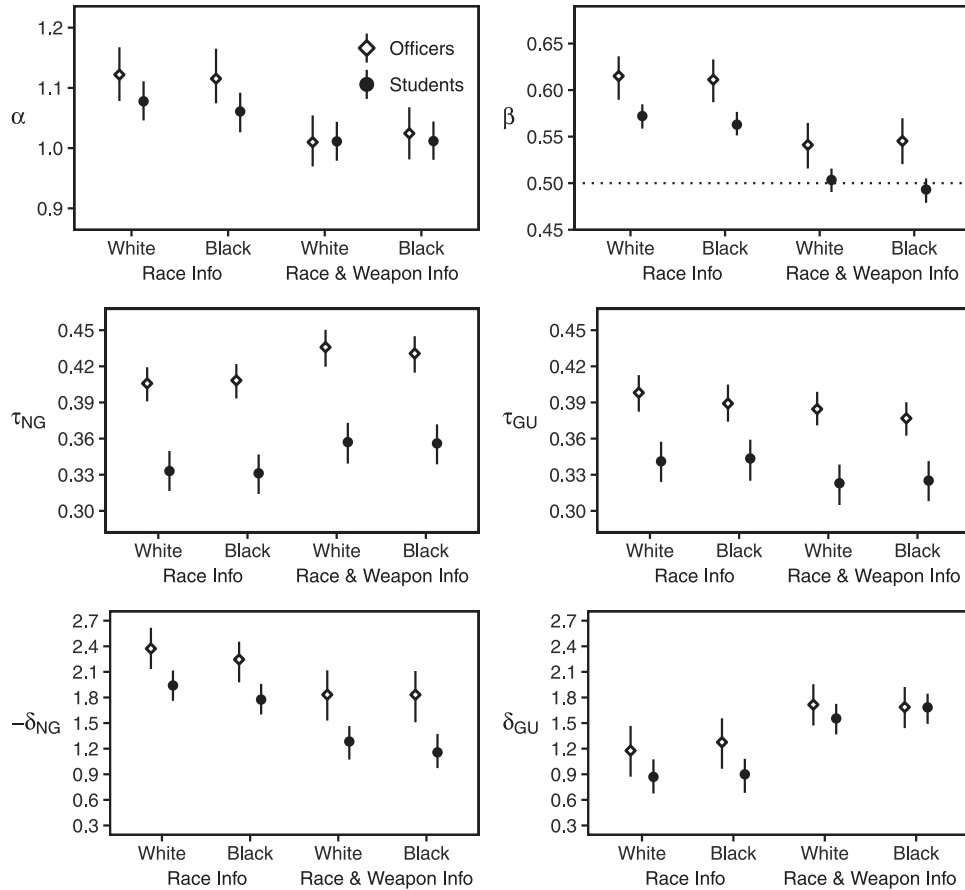 1.2
1.1
1.0
0.9
α
Officers
Students
White Black White Black
Race Info Race & Weapon Info
0.65
0.60
0.55
0.50
0.45
β
White Black White Black
Race Info Race & Weapon Info
0.45
0.42
0.39
0.36
0.33
0.30
τNG
White Black White Black
Race Info Race & Weapon Info
0.45
0.42
0.39
0.36
0.33
0.30
τGU
White Black White Black
Race Info Race & Weapon Info
2.7
2.4
2.1
1.8
1.5
1.2
0.9
0.6
0.3
−δNG
White Black White Black
Race Info Race & Weapon Info
2.7
2.4
2.1
1.8
1.5
1.2
0.9
0.6
0.3
δGU
White Black White Black
Race Info Race & Weapon Info